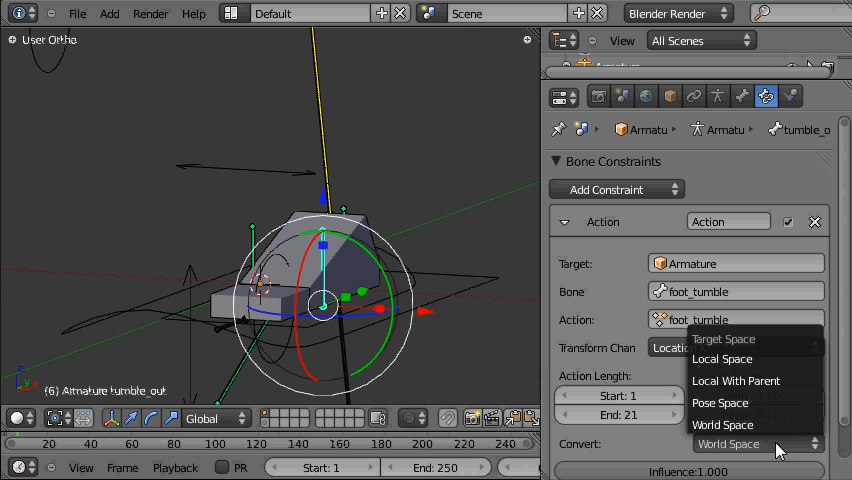 File Add Render Help Default Scene Blender Render
User Ortho
View All Scenes
Armature
Armatu Armatu tumble_o
Bone Constraints
Add Constraint
Action Action
Target: Armature
Bone foot_tumble
Action: foot_tumble
Transform Chan Location
Target Space
Local Space
Local With Parent
Pose Space
World Space
Action Length:
Start: 1
End: 21
Convert: World Space
Influence:1.000
z
y
(6) Armature tumble_out
Global
20 40 60 80 100 120 140 160 180 200 220 240
View Frame Playback PR Start: 1 End: 250